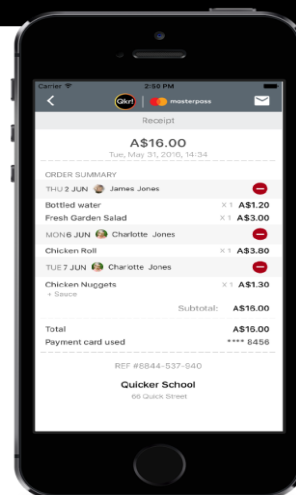 Carrier 2:58 PM
Qkr! masterpass
Receipt
A$16.00
Tue, May 31, 2016, 14:34
ORDER SUMMARY
THU 2 JUN James Jones
Bottled water X 1 A$1.20
Fresh Garden Salad X 1 A$3.00
MON 6 JUN Charlotte Jones
Chicken Roll X 1 A$3.80
TUE 7 JUN Charlotte Jones
Chicken Nuggets X 1 A$1.30
+ Sauce
Subtotal: A$16.00
Total A$16.00
Payment card used **** 8456
REF #6844-537-940
Quicker School
66 Quick Street